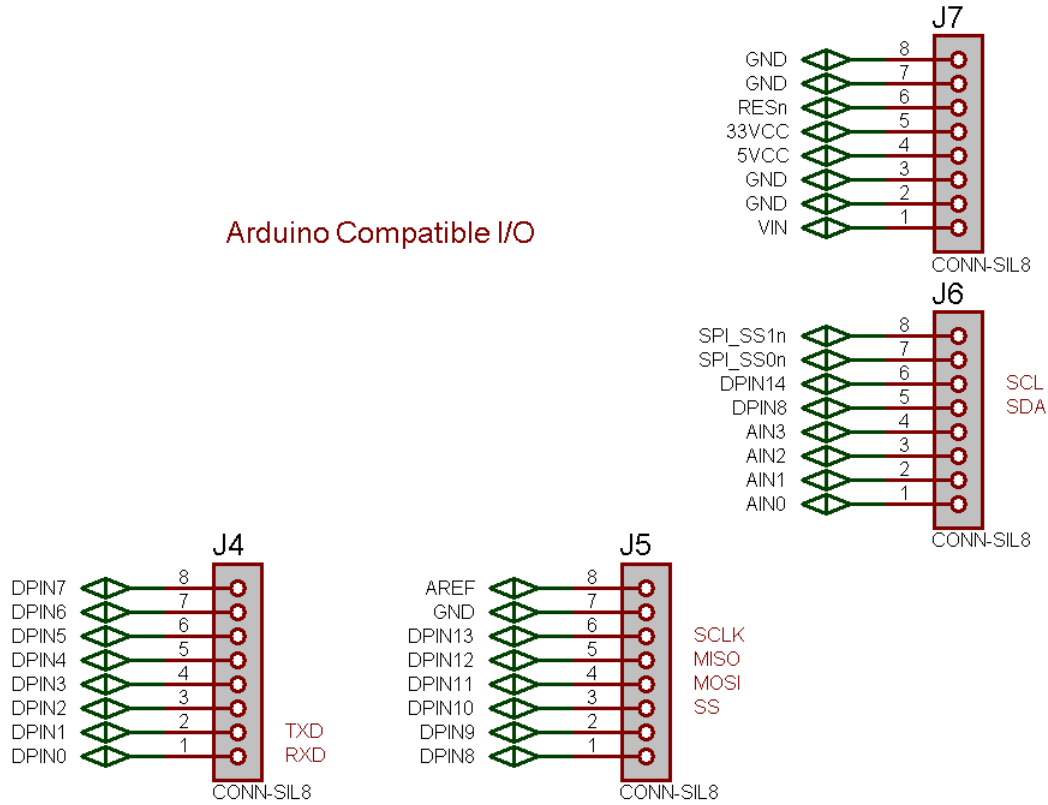 J7
GND 8
GND 7
RESn 6
33VCC 5
5VCC 4
GND 3
GND 2
VIN 1
CONN-SIL8
Arduino Compatible I/O
J6
SPI_SS1n 8
SPI_SS0n 7
DPIN14 6 SCL
DPIN8 5 SDA
AIN3 4
AIN2 3
AIN1 2
AIN0 1
CONN-SIL8
J4
DPIN7 8
DPIN6 7
DPIN5 6
DPIN4 5
DPIN3 4
DPIN2 3
DPIN1 2 TXD
DPIN0 1 RXD
CONN-SIL8
J5
AREF 8
GND 7
DPIN13 6 SCLK
DPIN12 5 MISO
DPIN11 4 MOSI
DPIN10 3 SS
DPIN9 2
DPIN8 1
CONN-SIL8